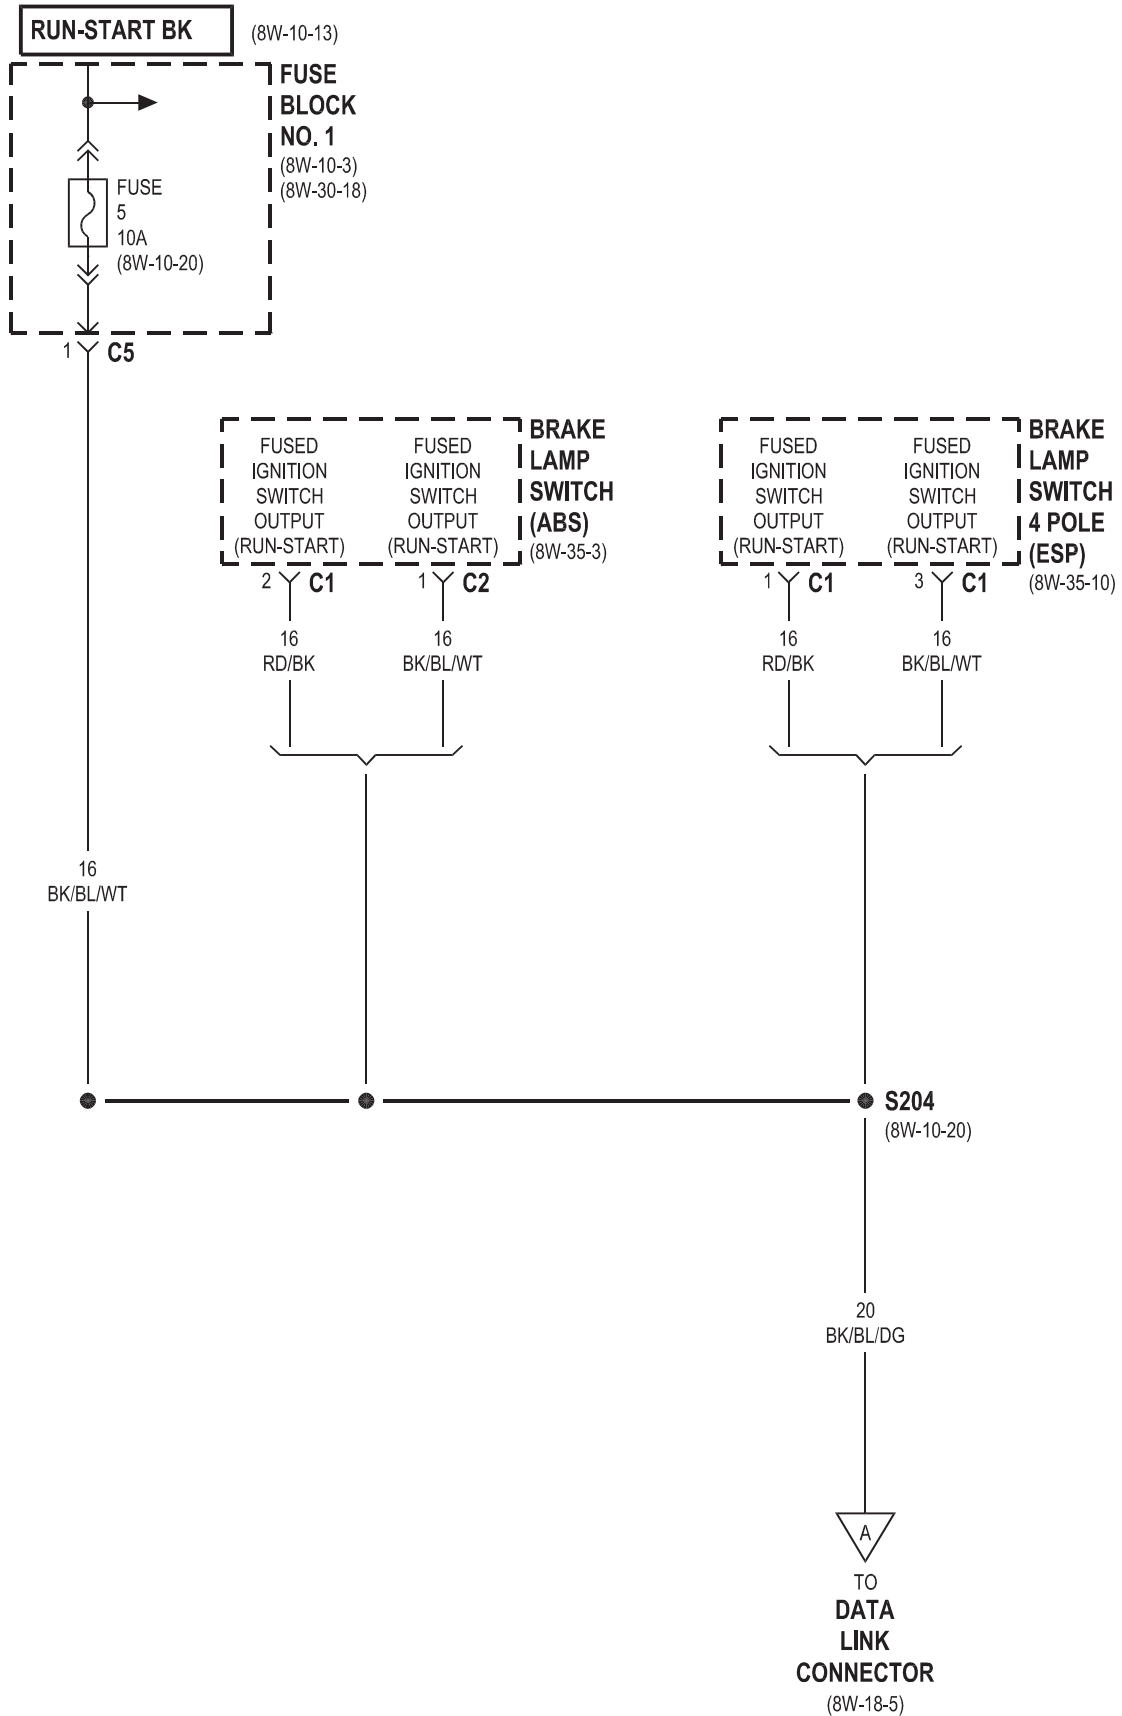 RUN-START BK (8W-10-13)
FUSE
BLOCK
NO. 1
(8W-10-3)
(8W-30-18)
FUSE
5
10A
(8W-10-20)
1 C5
FUSED
IGNITION
SWITCH
OUTPUT
(RUN-START)
FUSED
IGNITION
SWITCH
OUTPUT
(RUN-START)
BRAKE
LAMP
SWITCH
(ABS)
(8W-35-3)
2 C1
1 C2
16
RD/BK
16
BK/BL/WT
FUSED
IGNITION
SWITCH
OUTPUT
(RUN-START)
FUSED
IGNITION
SWITCH
OUTPUT
(RUN-START)
BRAKE
LAMP
SWITCH
4 POLE
(ESP)
(8W-35-10)
1 C1
3 C1
16
RD/BK
16
BK/BL/WT
16
BK/BL/WT
S204
(8W-10-20)
20
BK/BL/DG
A
TO
DATA
LINK
CONNECTOR
(8W-18-5)